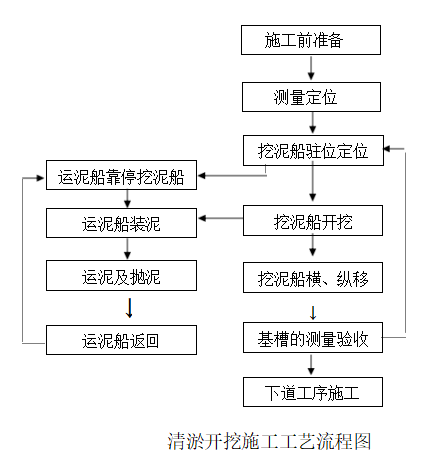 施工前准备
测量定位
挖泥船驻位定位
运泥船靠停挖泥船
运泥船装泥
挖泥船开挖
运泥及抛泥
挖泥船横、纵移
运泥船返回
基槽的测量验收
下道工序施工
清淤开挖施工工艺流程图